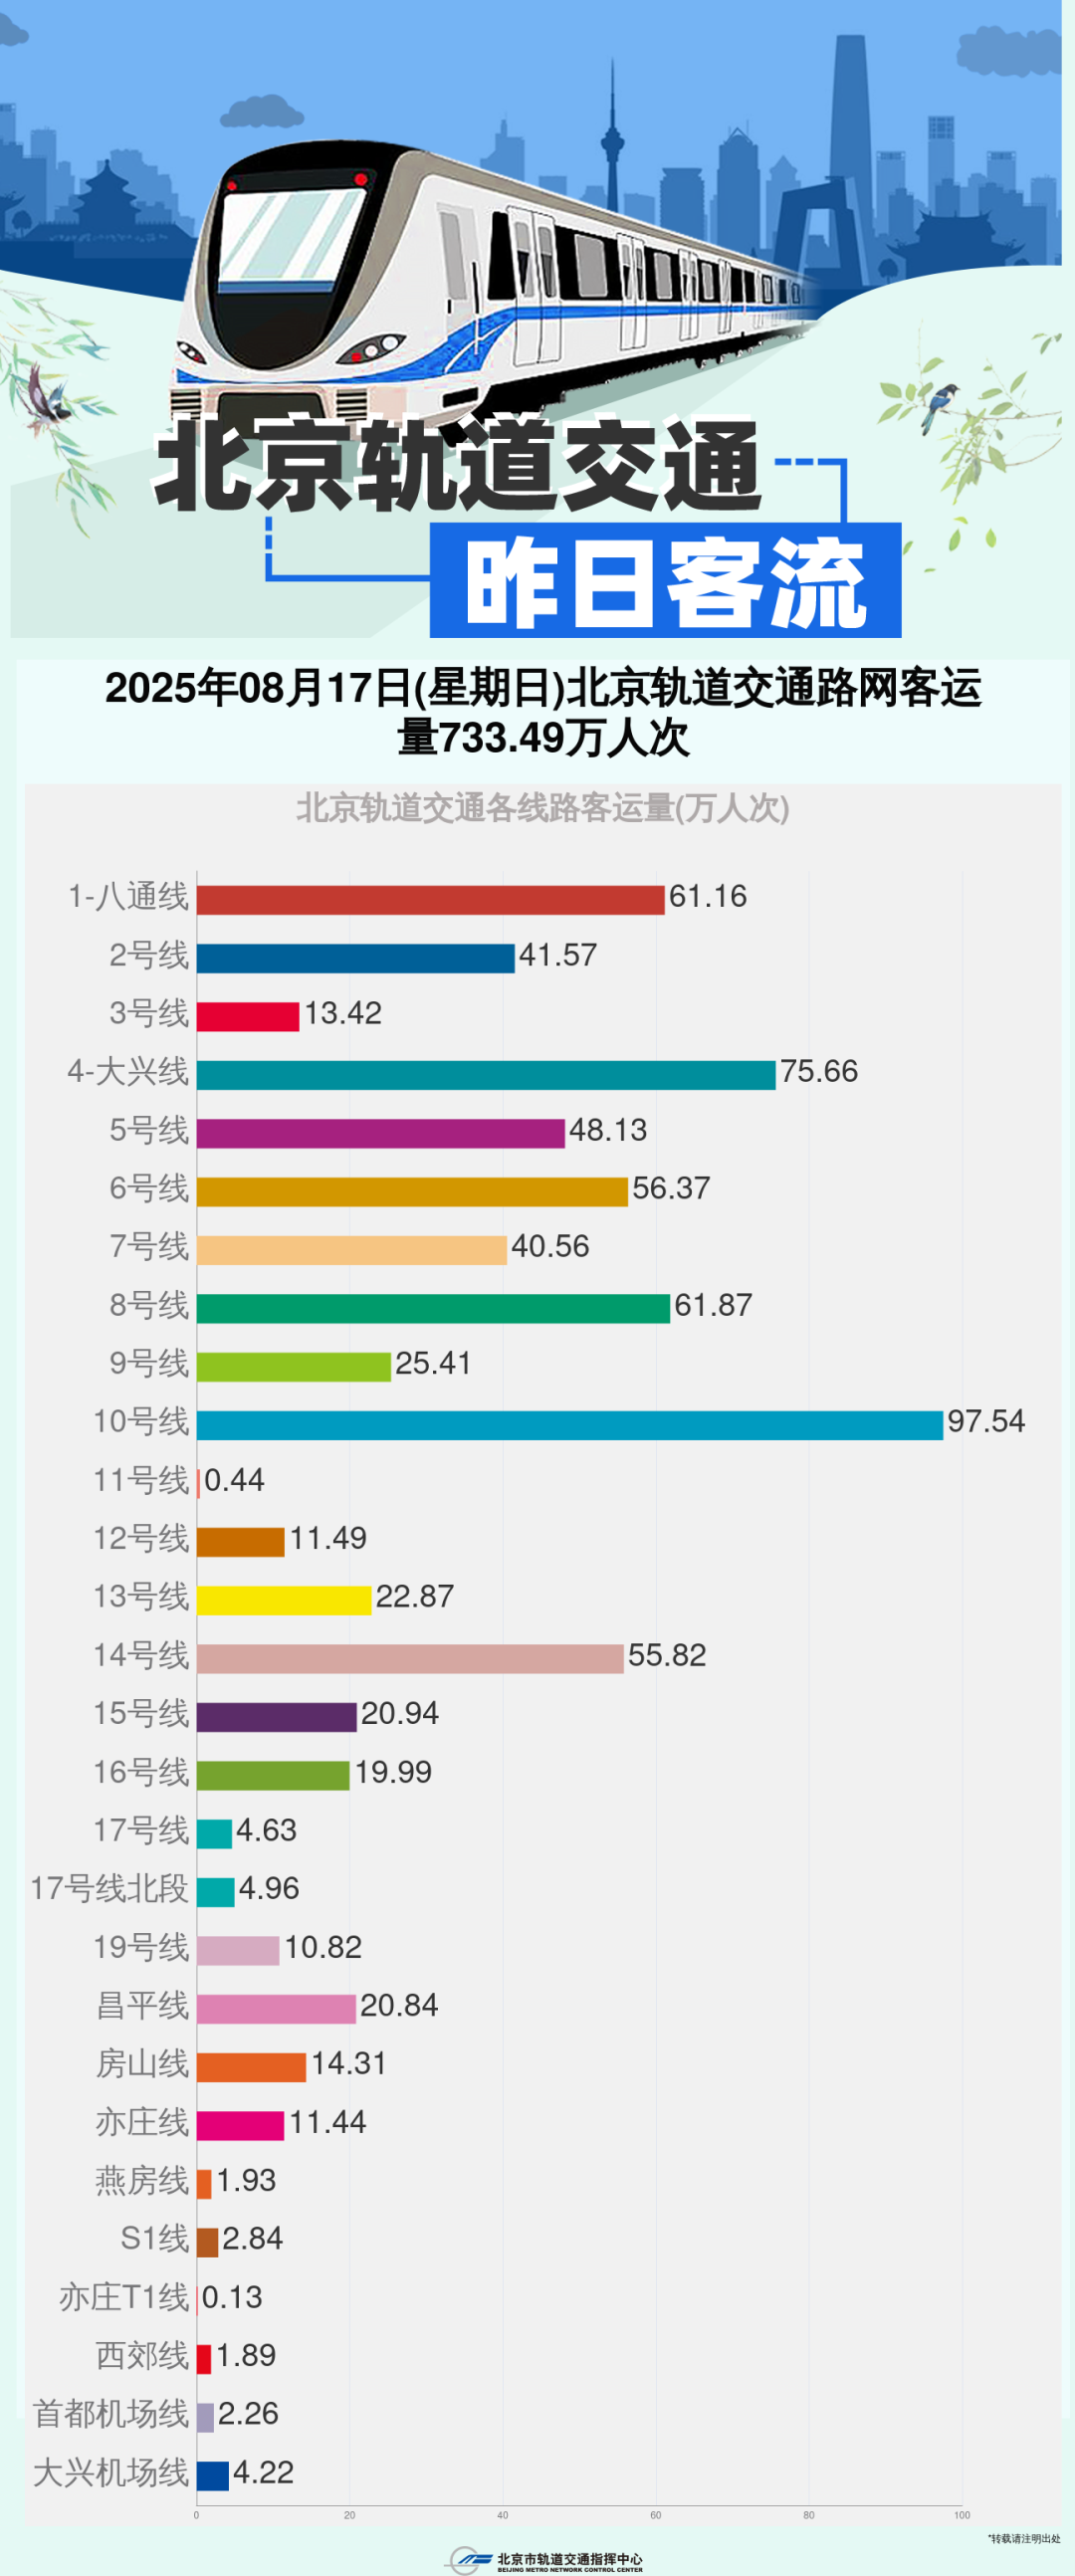 北京轨道交通
昨日客流
2025年08月17日(星期日)北京轨道交通路网客运
量733.49万人次
北京轨道交通各线路客运量(万人次)
1-八通线 61.16
2号线 41.57
3号线 13.42
4-大兴线 75.66
5号线 48.13
6号线 56.37
7号线 40.56
8号线 61.87
9号线 25.41
10号线 97.54
11号线 0.44
12号线 11.49
13号线 22.87
14号线 55.82
15号线 20.94
16号线 19.99
17号线 4.63
17号线北段 4.96
19号线 10.82
昌平线 20.84
房山线 14.31
亦庄线 11.44
燕房线 1.93
S1线 2.84
亦庄T1线 0.13
西郊线 1.89
首都机场线 2.26
大兴机场线 4.22
0 20 40 60 80 100
*转载请注明出处
北京市轨道交通指挥中心
BEIJING METRO NETWORK CONTROL CENTER